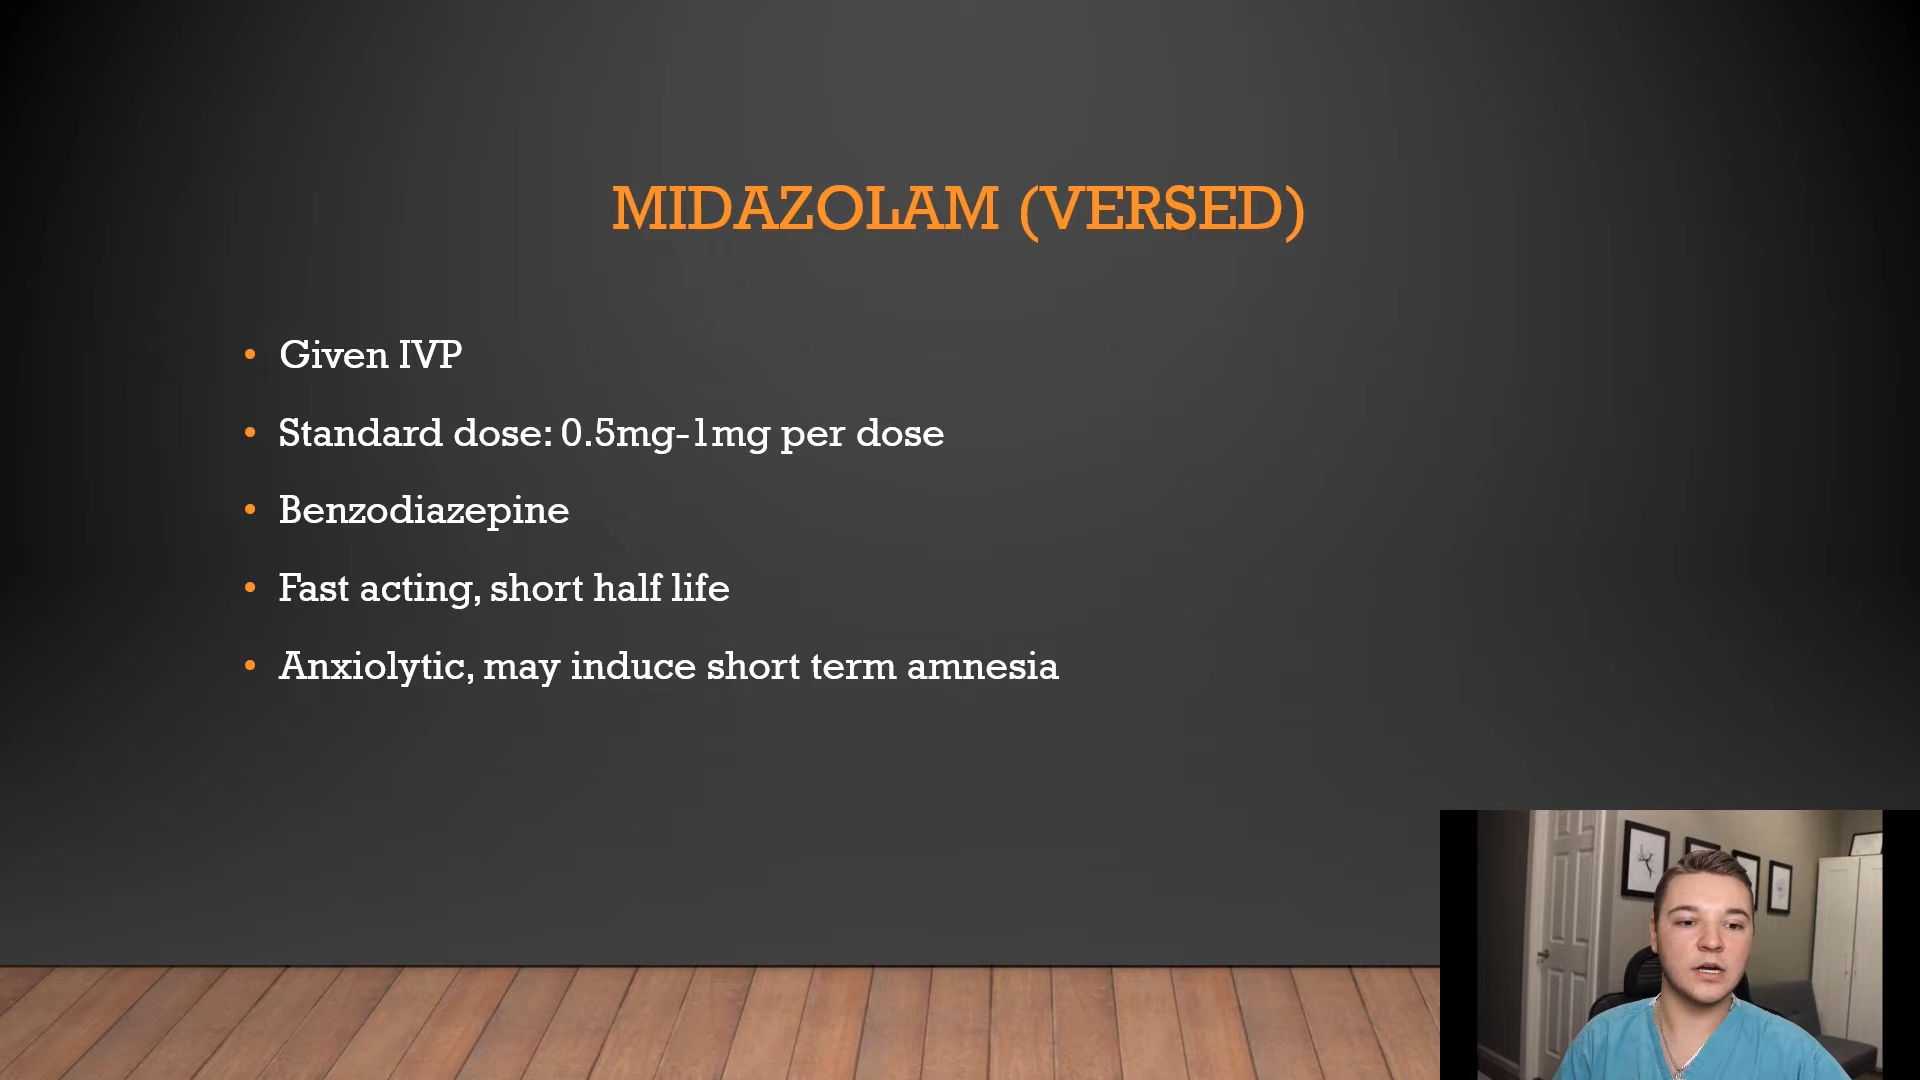 MIDAZOLAM (VERSED)
• Given IVP
• Standard dose: 0.5mg-1mg per dose
• Benzodiazepine
• Fast acting, short half life
• Anxiolytic, may induce short term amnesia